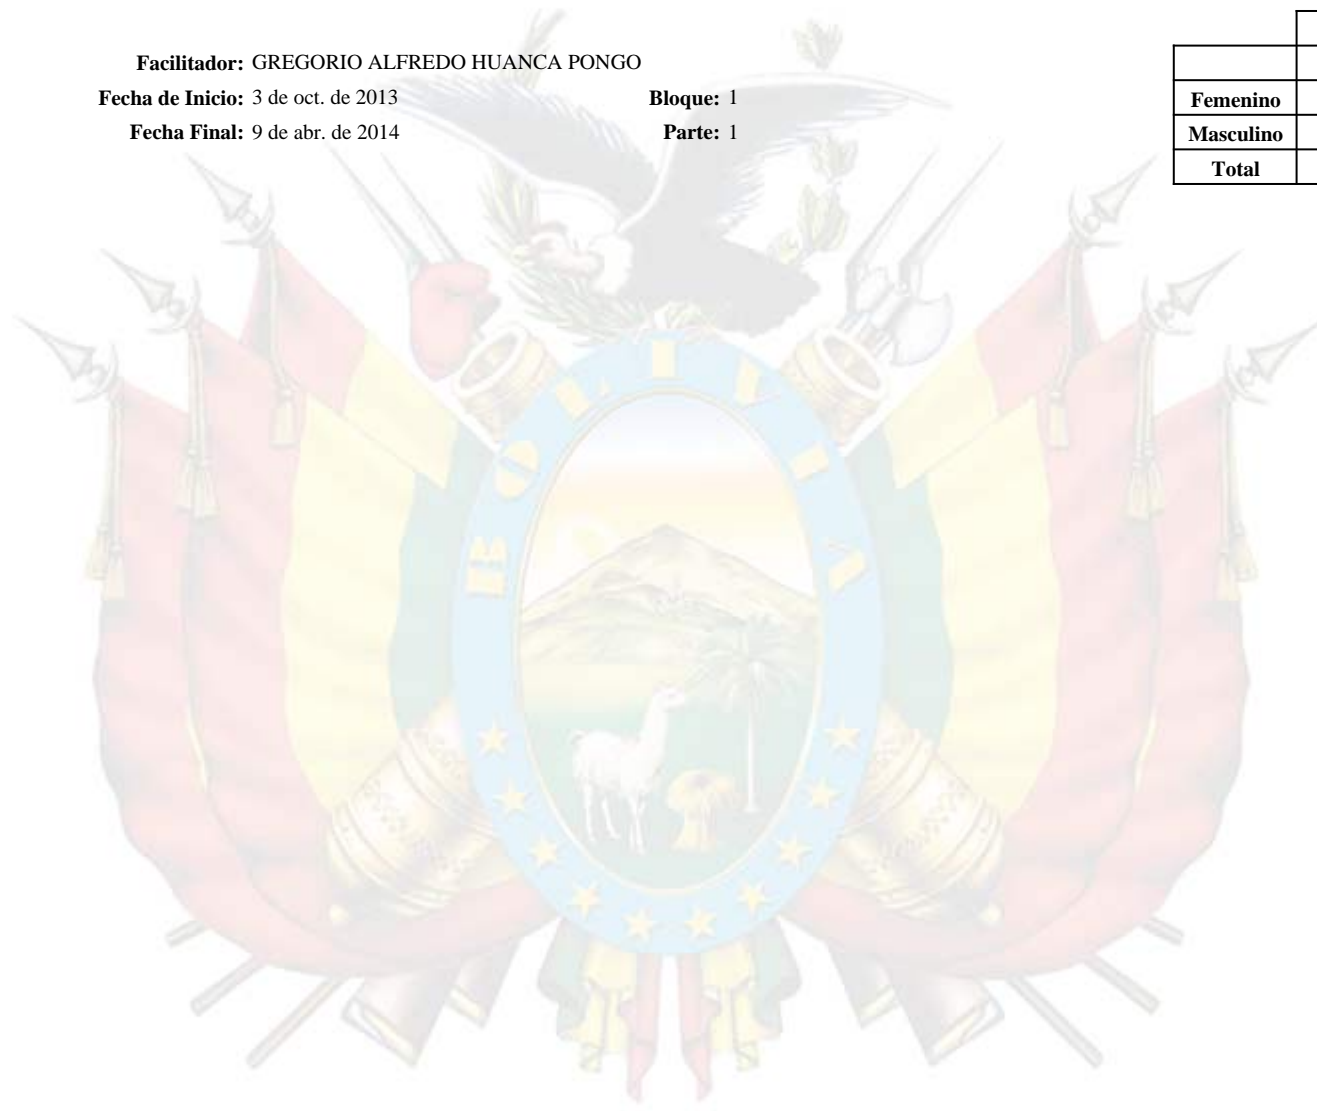 Facilitador: GREGORIO ALFREDO HUANCA PONGO
Fecha de Inicio: 3 de oct. de 2013 Bloque: 1
Fecha Final: 9 de abr. de 2014 Parte: 1
Femenino
Masculino
Total
BOLIVIA